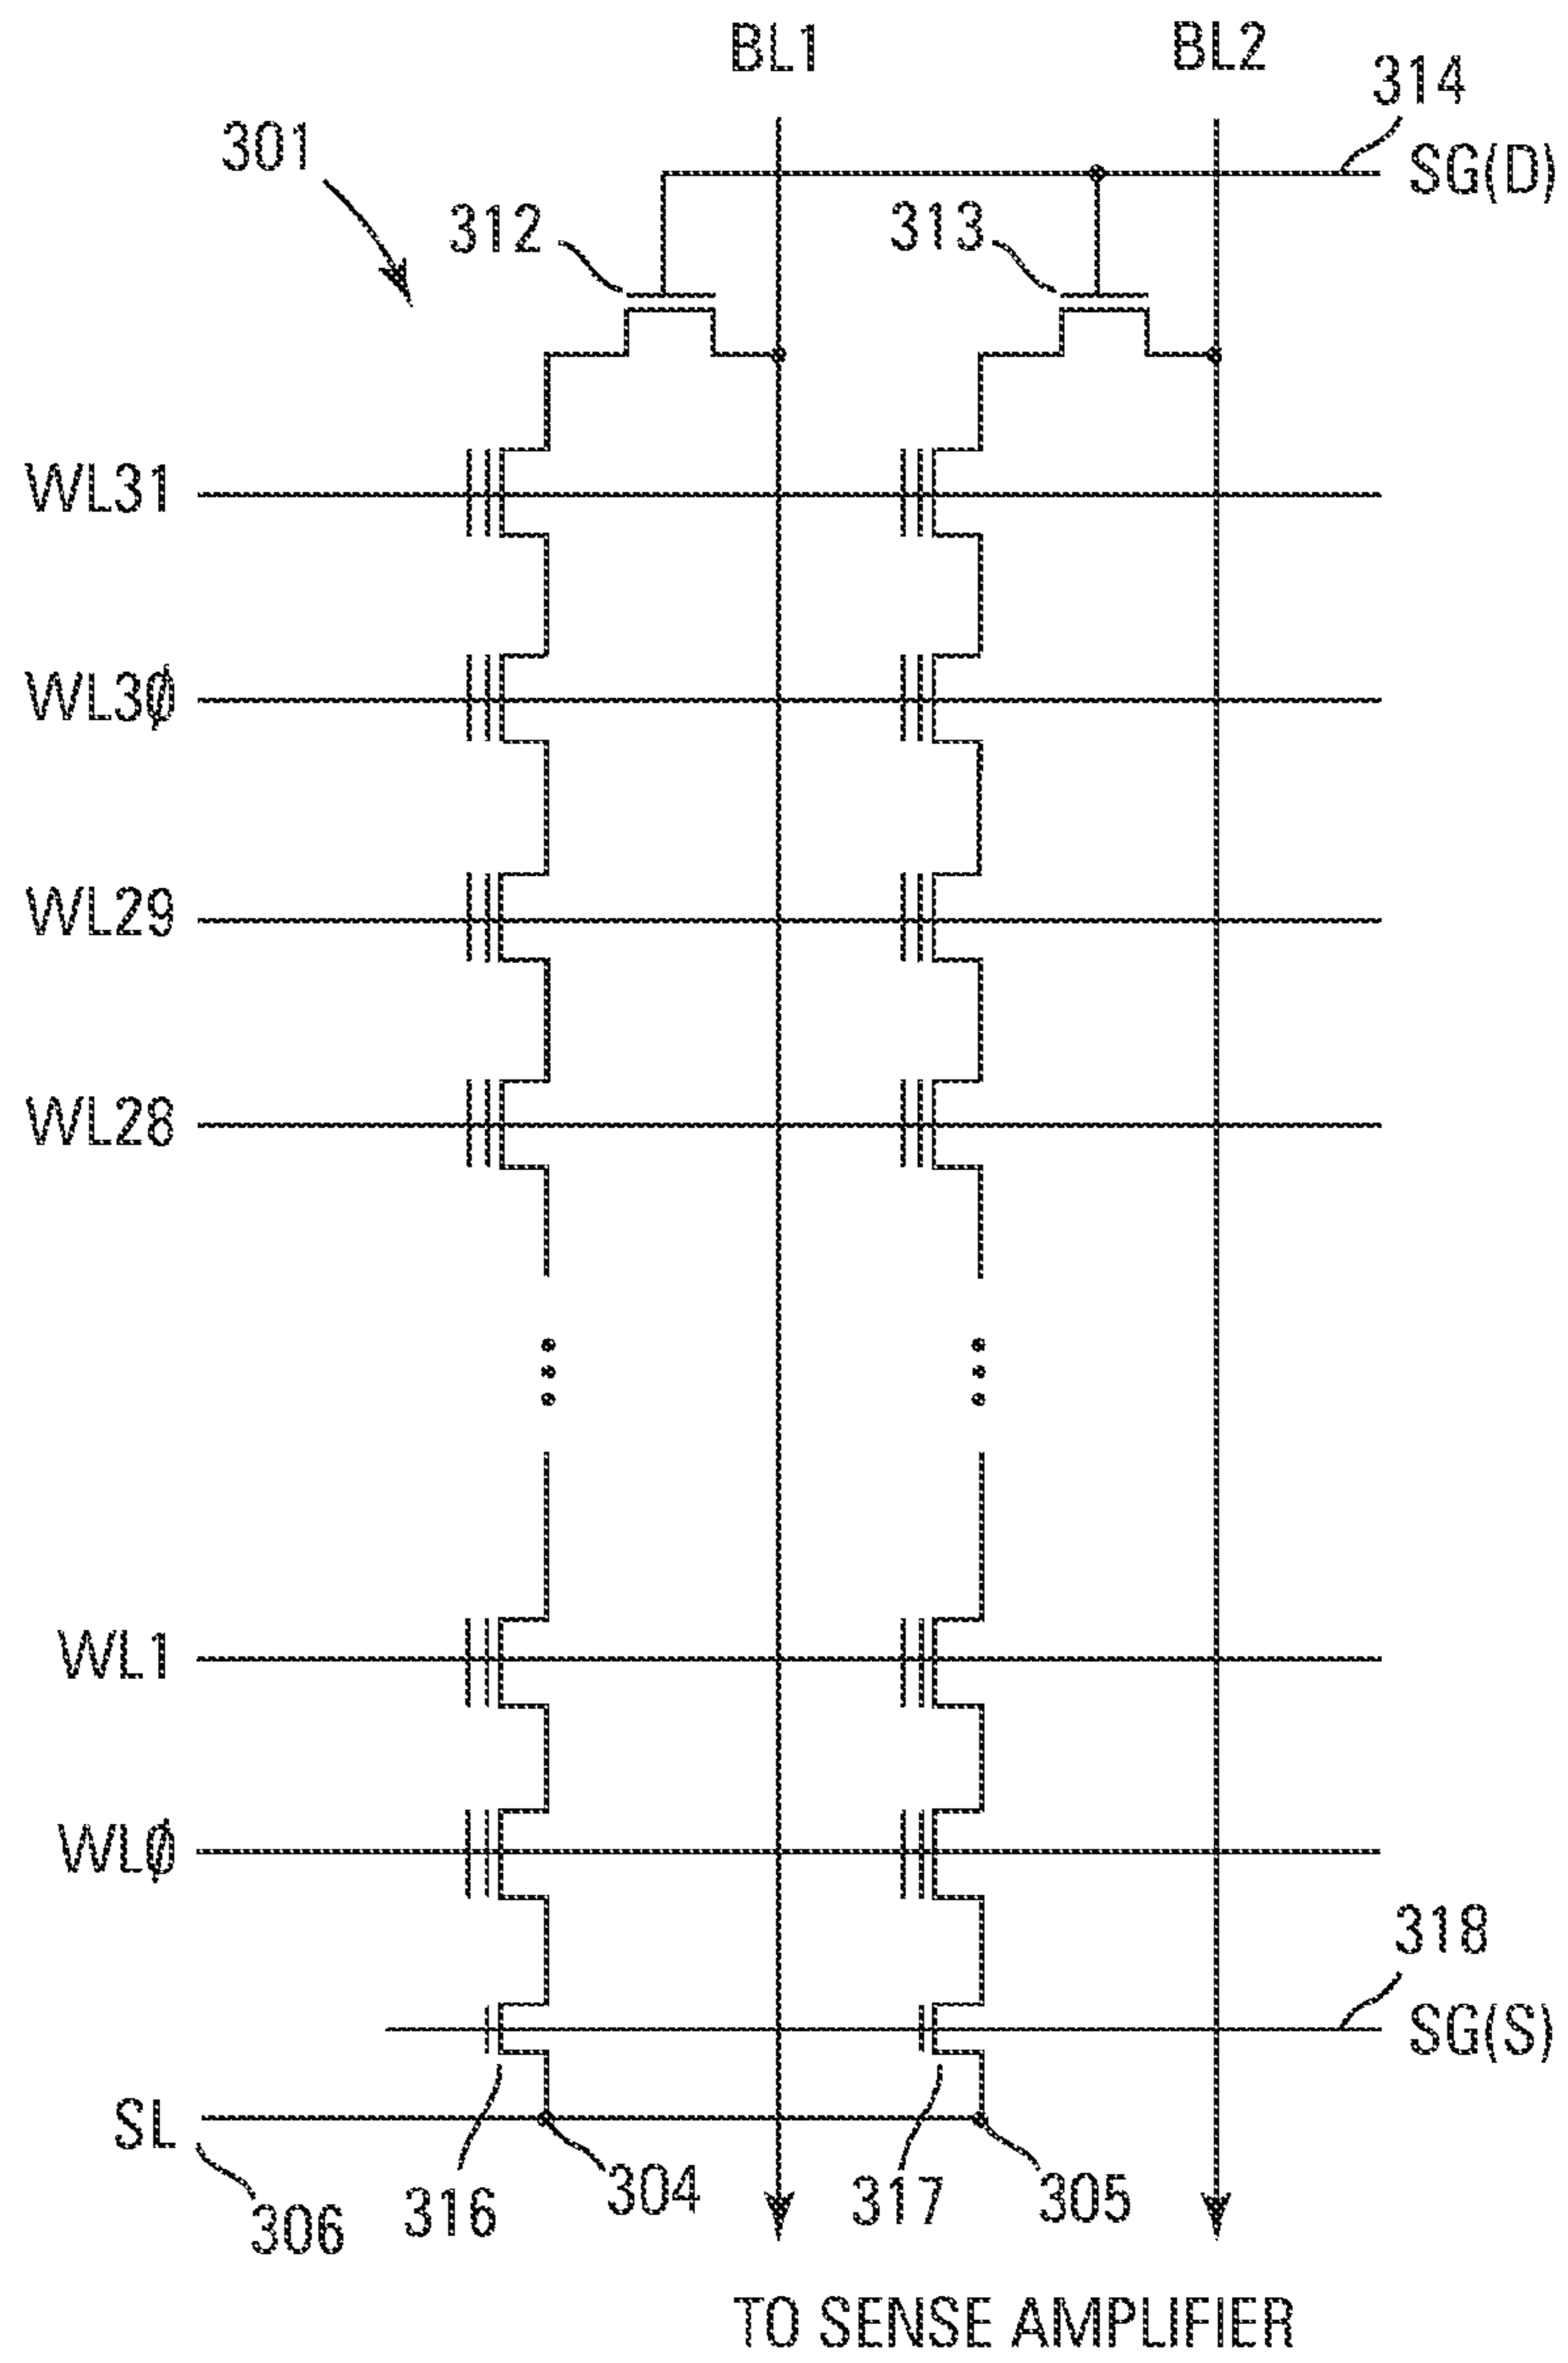 BL1
BL2
314
SG(D)
301
312
313
WL31
WL3Ø
WL29
WL28
WL1
WLØ
318
SG(S)
SL
306
316
304
317
305
TO SENSE AMPLIFIER